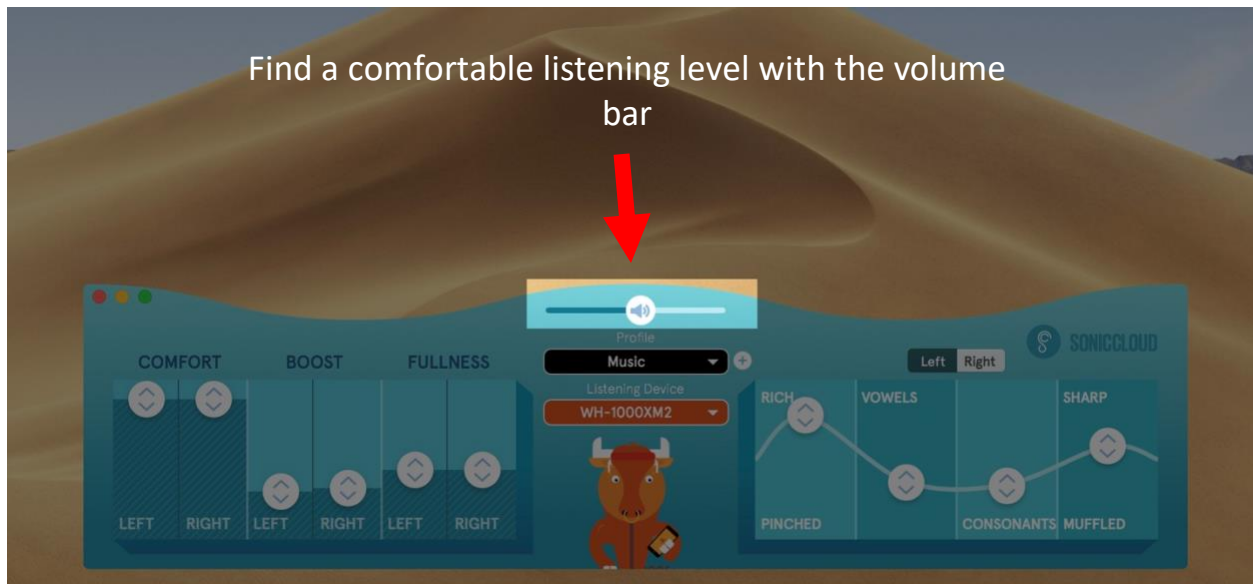 Find a comfortable listening level with the volume
bar
Profile
Music
Listening Device
WH-1000XM2
COMFORT BOOST FULLNESS
LEFT RIGHT LEFT RIGHT LEFT RIGHT
SONICCLOUD
Left Right
RICH VOWELS SHARP
PINCHED CONSONANTS MUFFLED